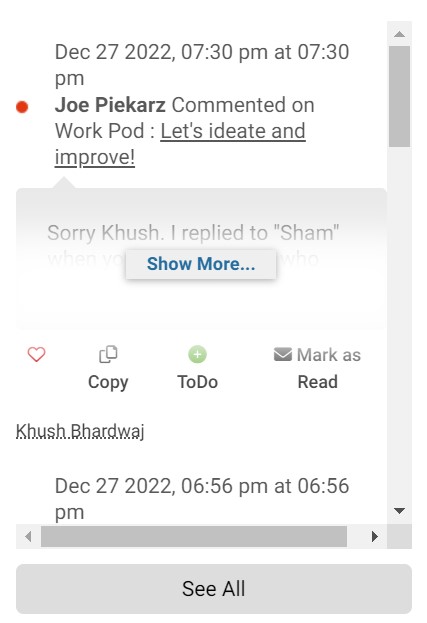 Dec 27 2022, 07:30 pm at 07:30
pm
Joe Piekarz Commented on
Work Pod : Let's ideate and
improve!
Sorry Khush. I replied to "Sham"
when who
Show More...
Mark as
Copy ToDo Read
Khush Bhardwaj
Dec 27 2022, 06:56 pm at 06:56
pm
See All